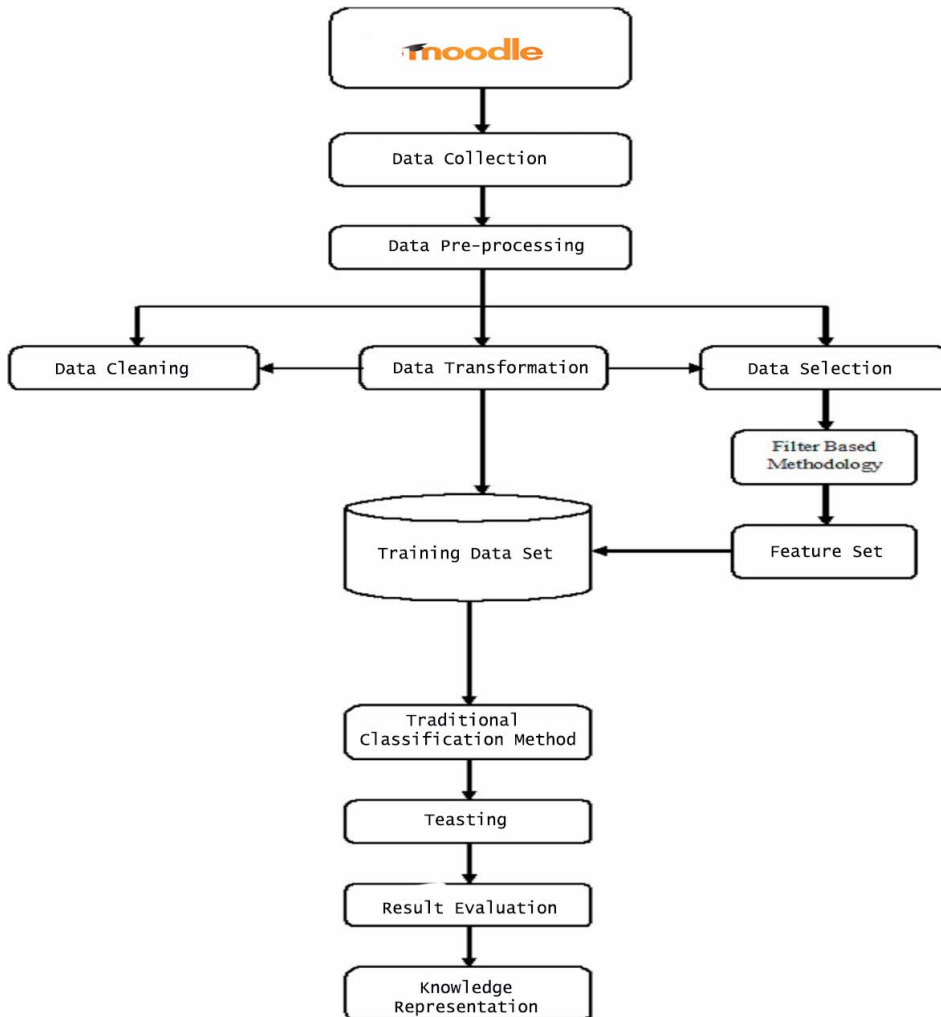 moodle
Data Collection
Data Pre-processing
Data Cleaning
Data Transformation
Data Selection
Filter Based
Methodology
Training Data Set
Feature Set
Traditional
Classification Method
Teasting
Result Evaluation
Knowledge
Representation